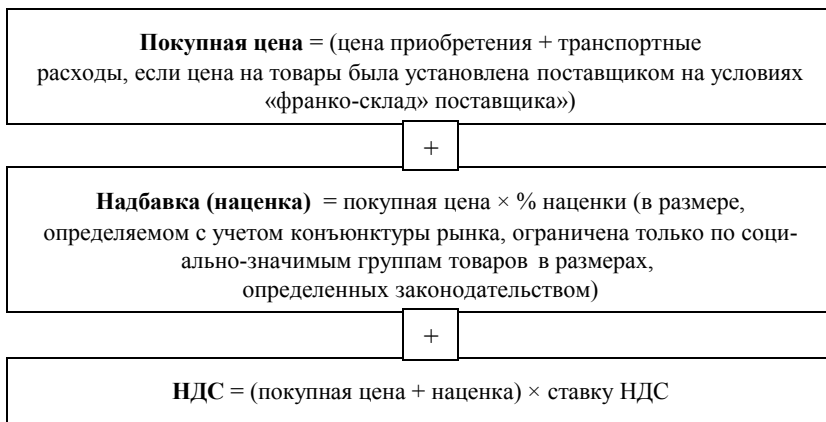 Покупная цена = (цена приобретения + транспортные
расходы, если цена на товары была установлена поставщиком на условиях
«франко-склад» поставщика»)
+
Надбавка (наценка) = покупная цена × % наценки (в размере,
определяемом с учетом конъюнктуры рынка, ограничена только по соци-
ально-значимым группам товаров в размерах,
определенных законодательством)
+
НДС = (покупная цена + наценка) × ставку НДС